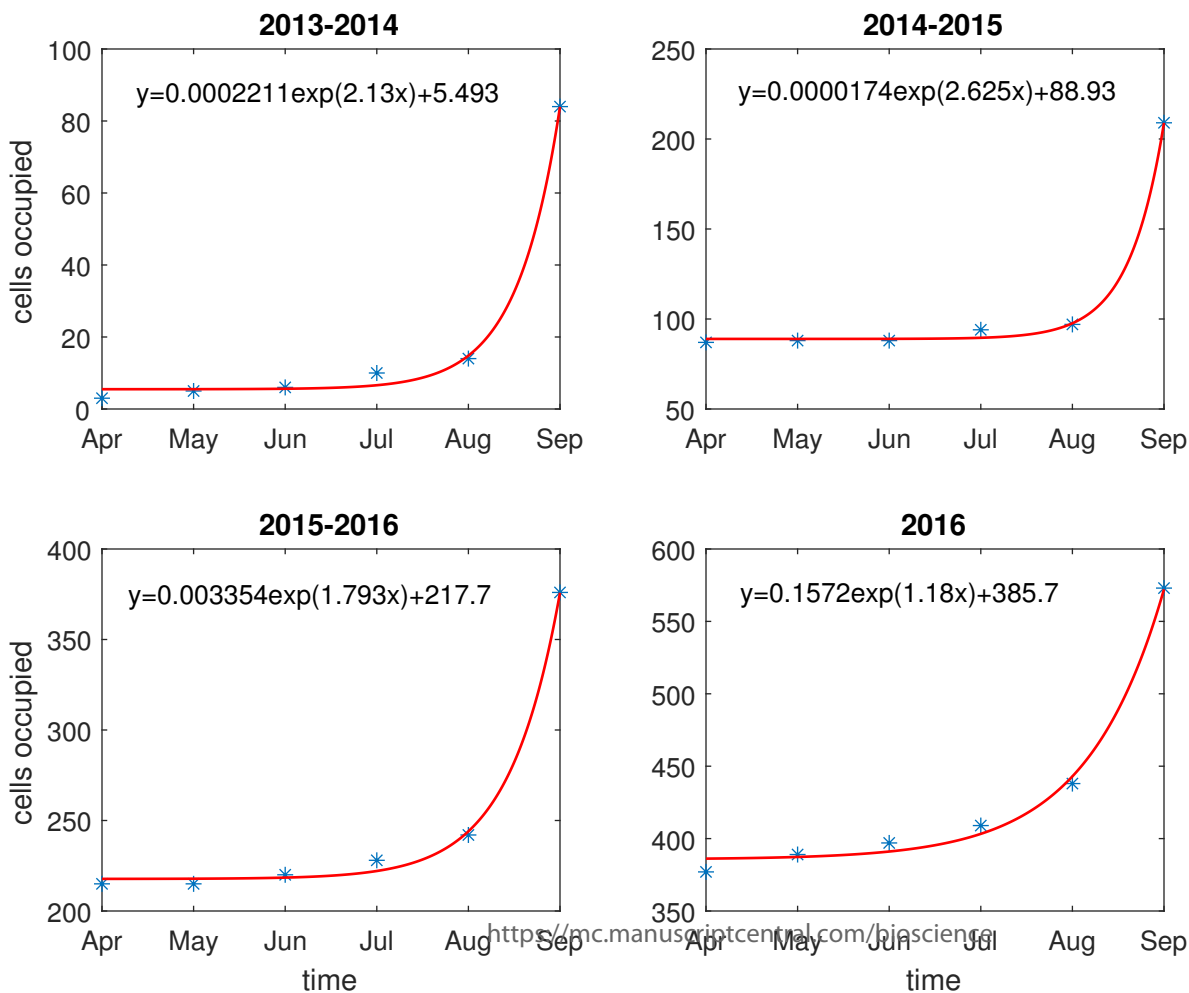 2013-2014
y=0.0002211exp(2.13x)+5.493
cells occupied
100
80
60
40
20
0
Apr May Jun Jul Aug Sep
2014-2015
y=0.0000174exp(2.625x)+88.93
250
200
150
100
50
Apr May Jun Jul Aug Sep
2015-2016
y=0.003354exp(1.793x)+217.7
cells occupied
400
350
300
250
200
Apr May Jun Jul Aug Sep
time
2016
y=0.1572exp(1.18x)+385.7
600
550
500
450
400
350
Apr May Jun Jul Aug Sep
time
https://mc.manuscriptcentral.com/bioscience